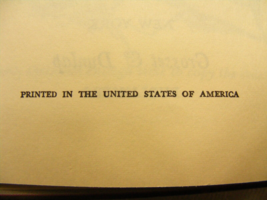 PRINTED IN THE UNITED STATES OF AMERICA